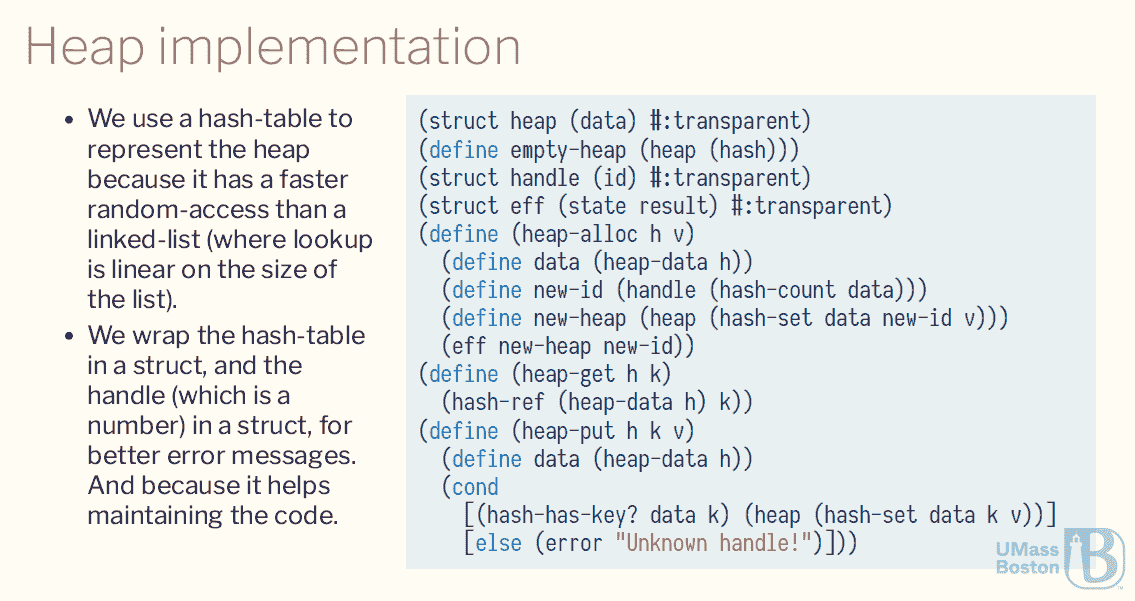 Heap implementation
• We use a hash-table to
represent the heap
because it has a faster
random-access than a
linked-list (where lookup
is linear on the size of
the list).
• We wrap the hash-table
in a struct, and the
handle (which is a
number) in a struct, for
better error messages.
And because it helps
maintaining the code.
(struct heap (data) #:transparent)
(define empty-heap (heap (hash)))
(struct handle (id) #:transparent)
(struct eff (state result) #:transparent)
(define (heap-alloc h v)
  (define data (heap-data h))
  (define new-id (handle (hash-count data)))
  (define new-heap (heap (hash-set data new-id v)))
  (eff new-heap new-id))
(define (heap-get h k)
  (hash-ref (heap-data h) k))
(define (heap-put h k v)
  (define data (heap-data h))
  (cond
    [(hash-has-key? data k) (heap (hash-set data k v))]
    [else (error "Unknown handle!")]))
UMass
Boston
B